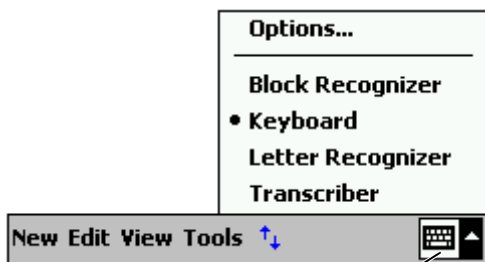 Options...
Block Recognizer
Keyboard
Letter Recognizer
Transcriber
New Edit View Tools